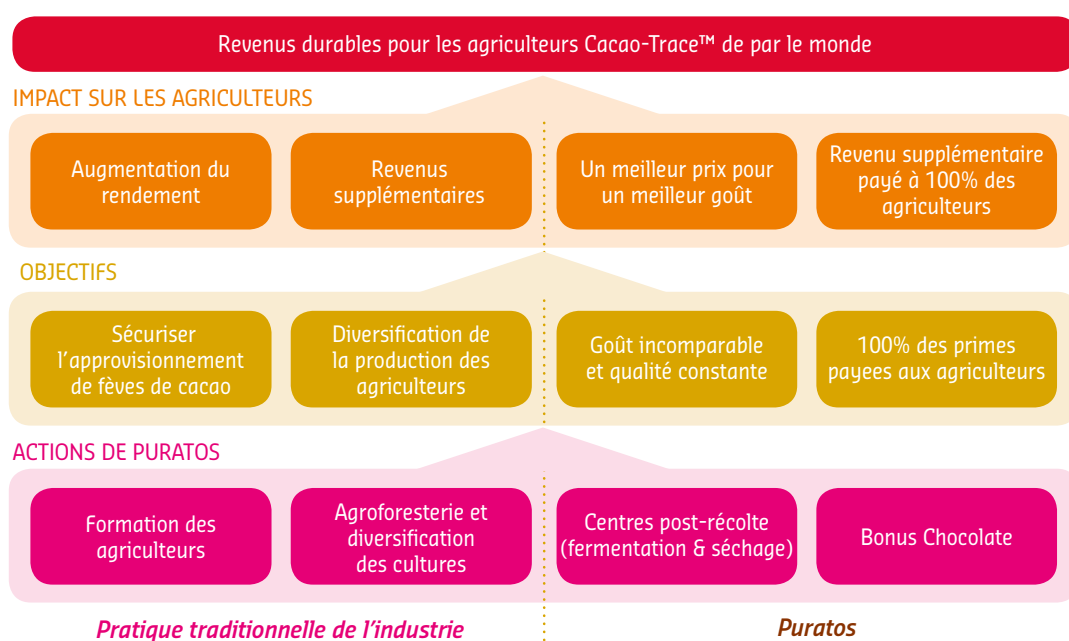 Revenus durables pour les agriculteurs Cacao-Trace™ de par le monde
IMPACT SUR LES AGRICULTEURS
Augmentation du
rendement
Revenus
supplémentaires
Un meilleur prix pour
un meilleur goût
Revenu supplémentaire
payé à 100% des
agriculteurs
OBJECTIFS
Sécuriser
l'approvisionnement
de fèves de cacao
Diversification de
la production des
agriculteurs
Goût incomparable
et qualité constante
100% des primes
payees aux agriculteurs
ACTIONS DE PURATOS
Formation des
agriculteurs
Agroforesterie et
diversification
des cultures
Centres post-récolte
(fermentation & séchage)
Bonus Chocolate
Pratique traditionnelle de l'industrie
Puratos